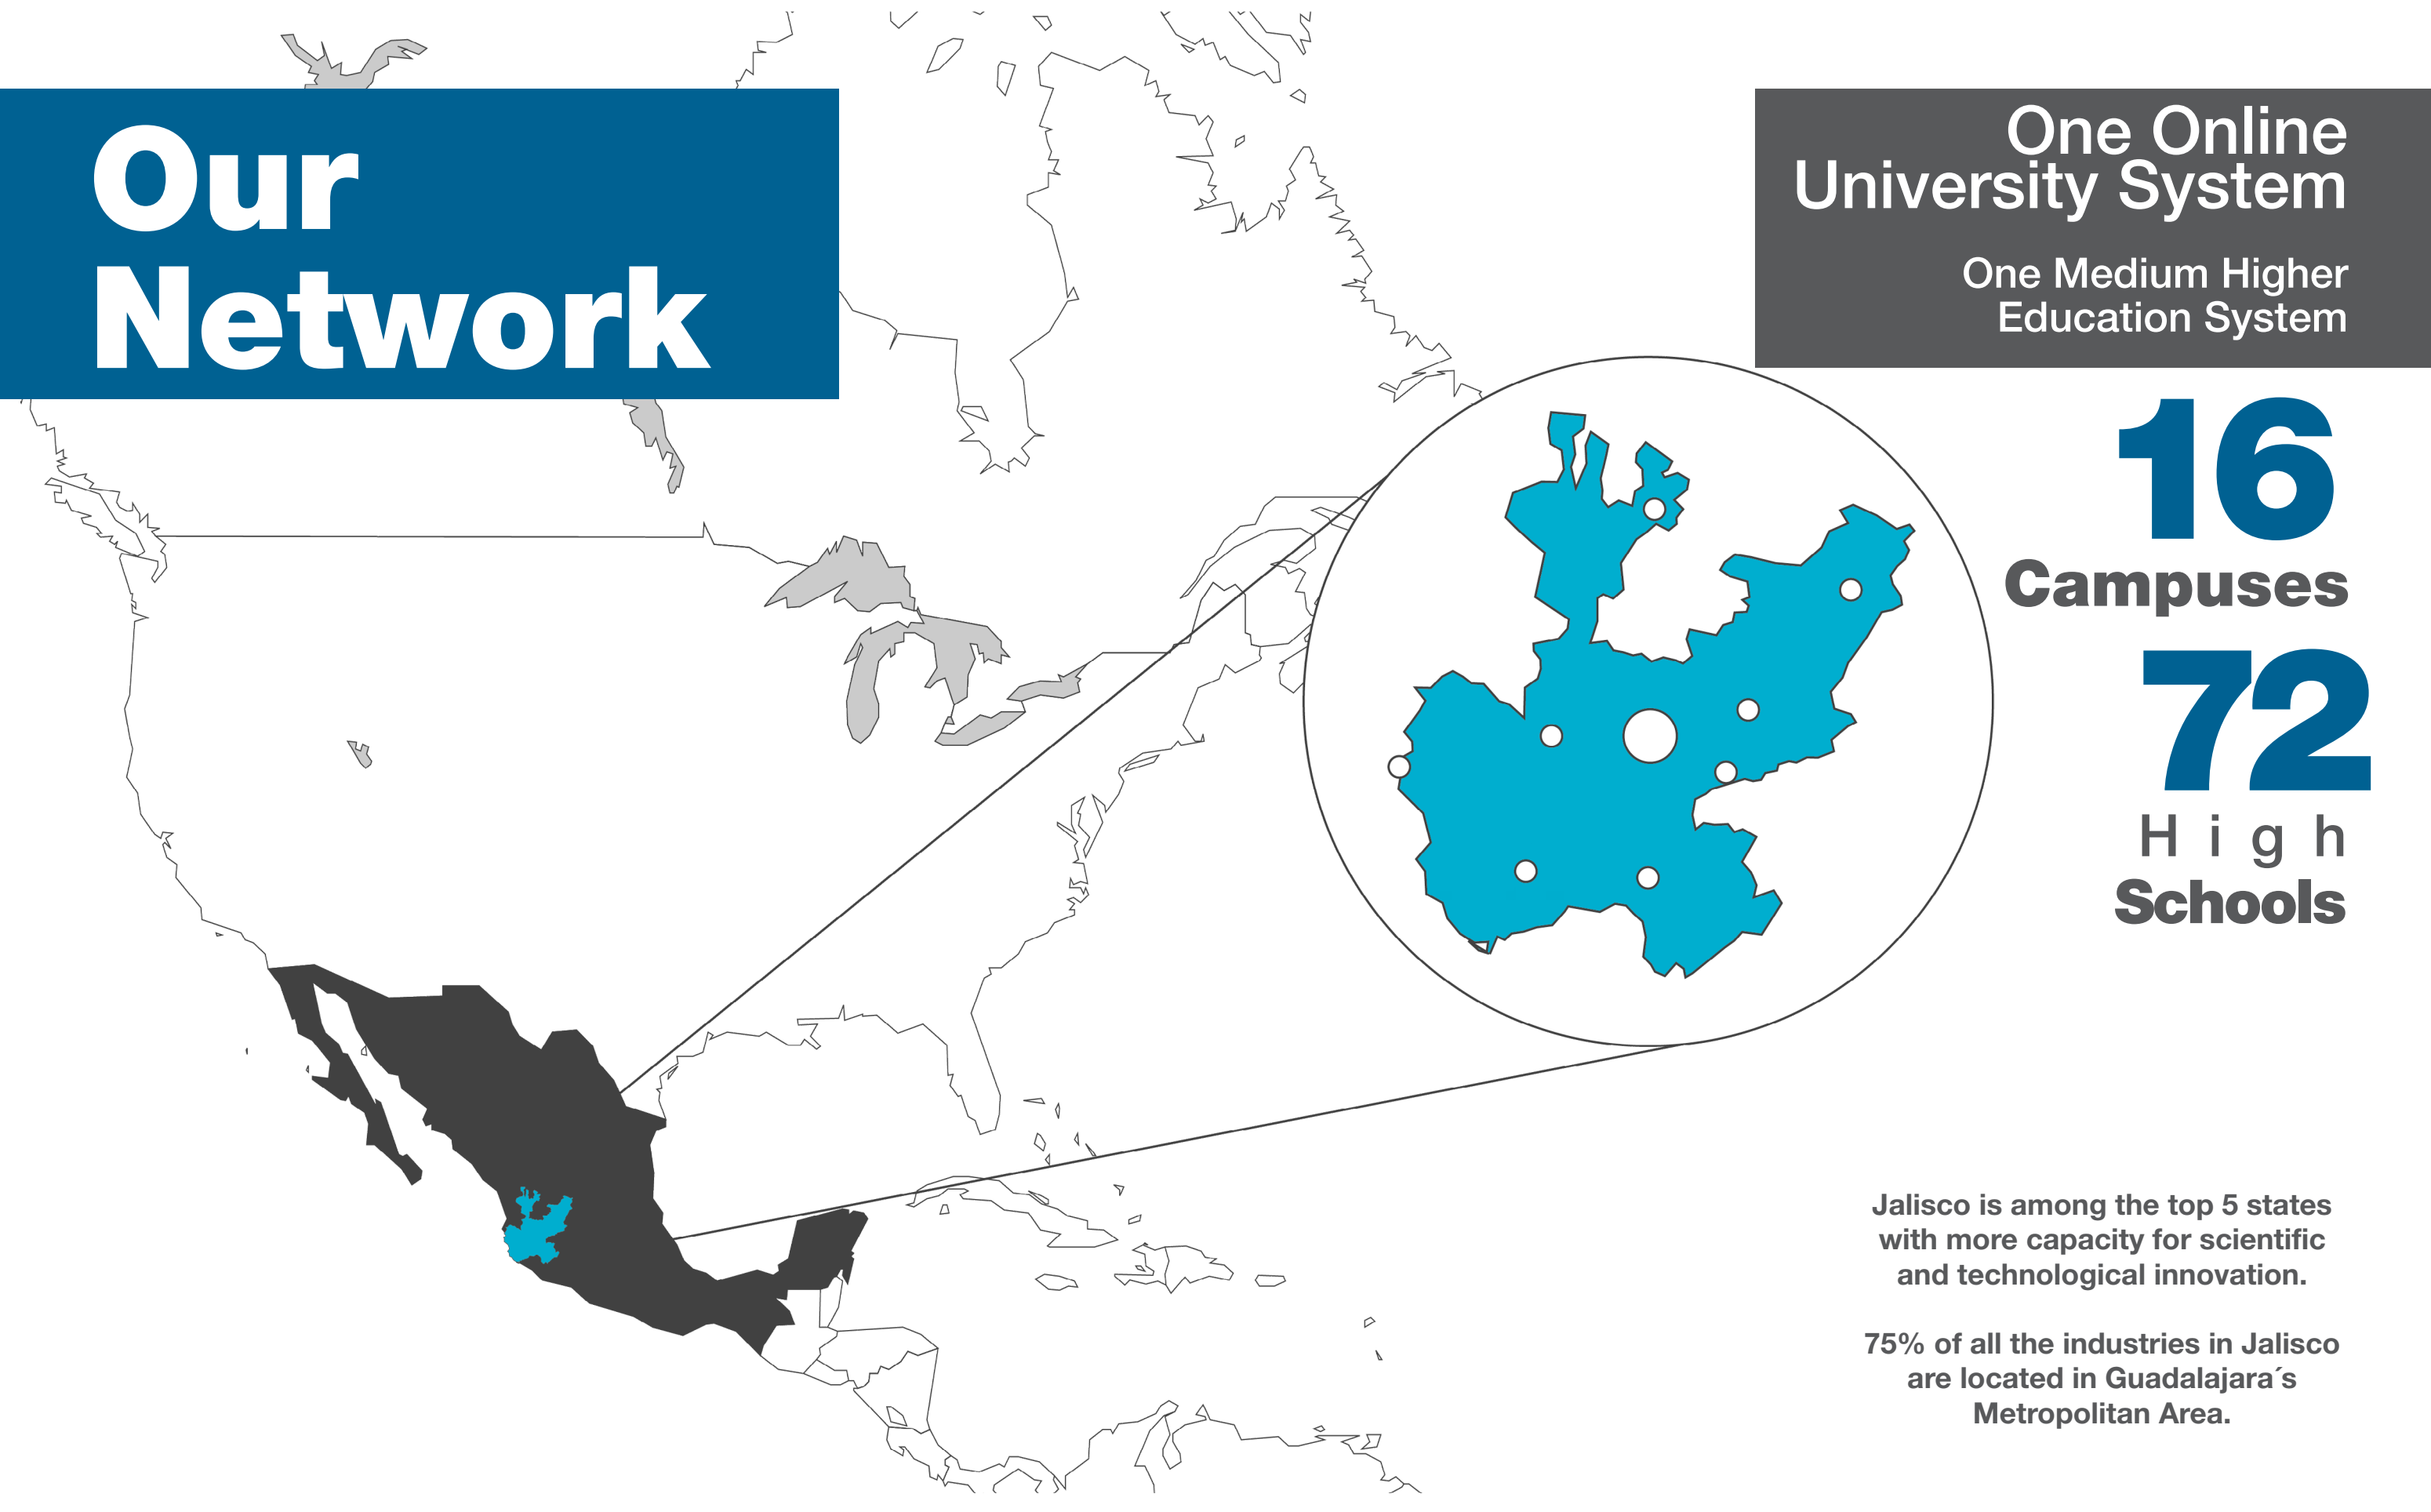 Our
Network
One Online
University System
One Medium Higher
Education System
16
Campuses
72
High
Schools
Jalisco is among the top 5 states
with more capacity for scientific
and technological innovation.
75% of all the industries in Jalisco
are located in Guadalajara´s
Metropolitan Area.